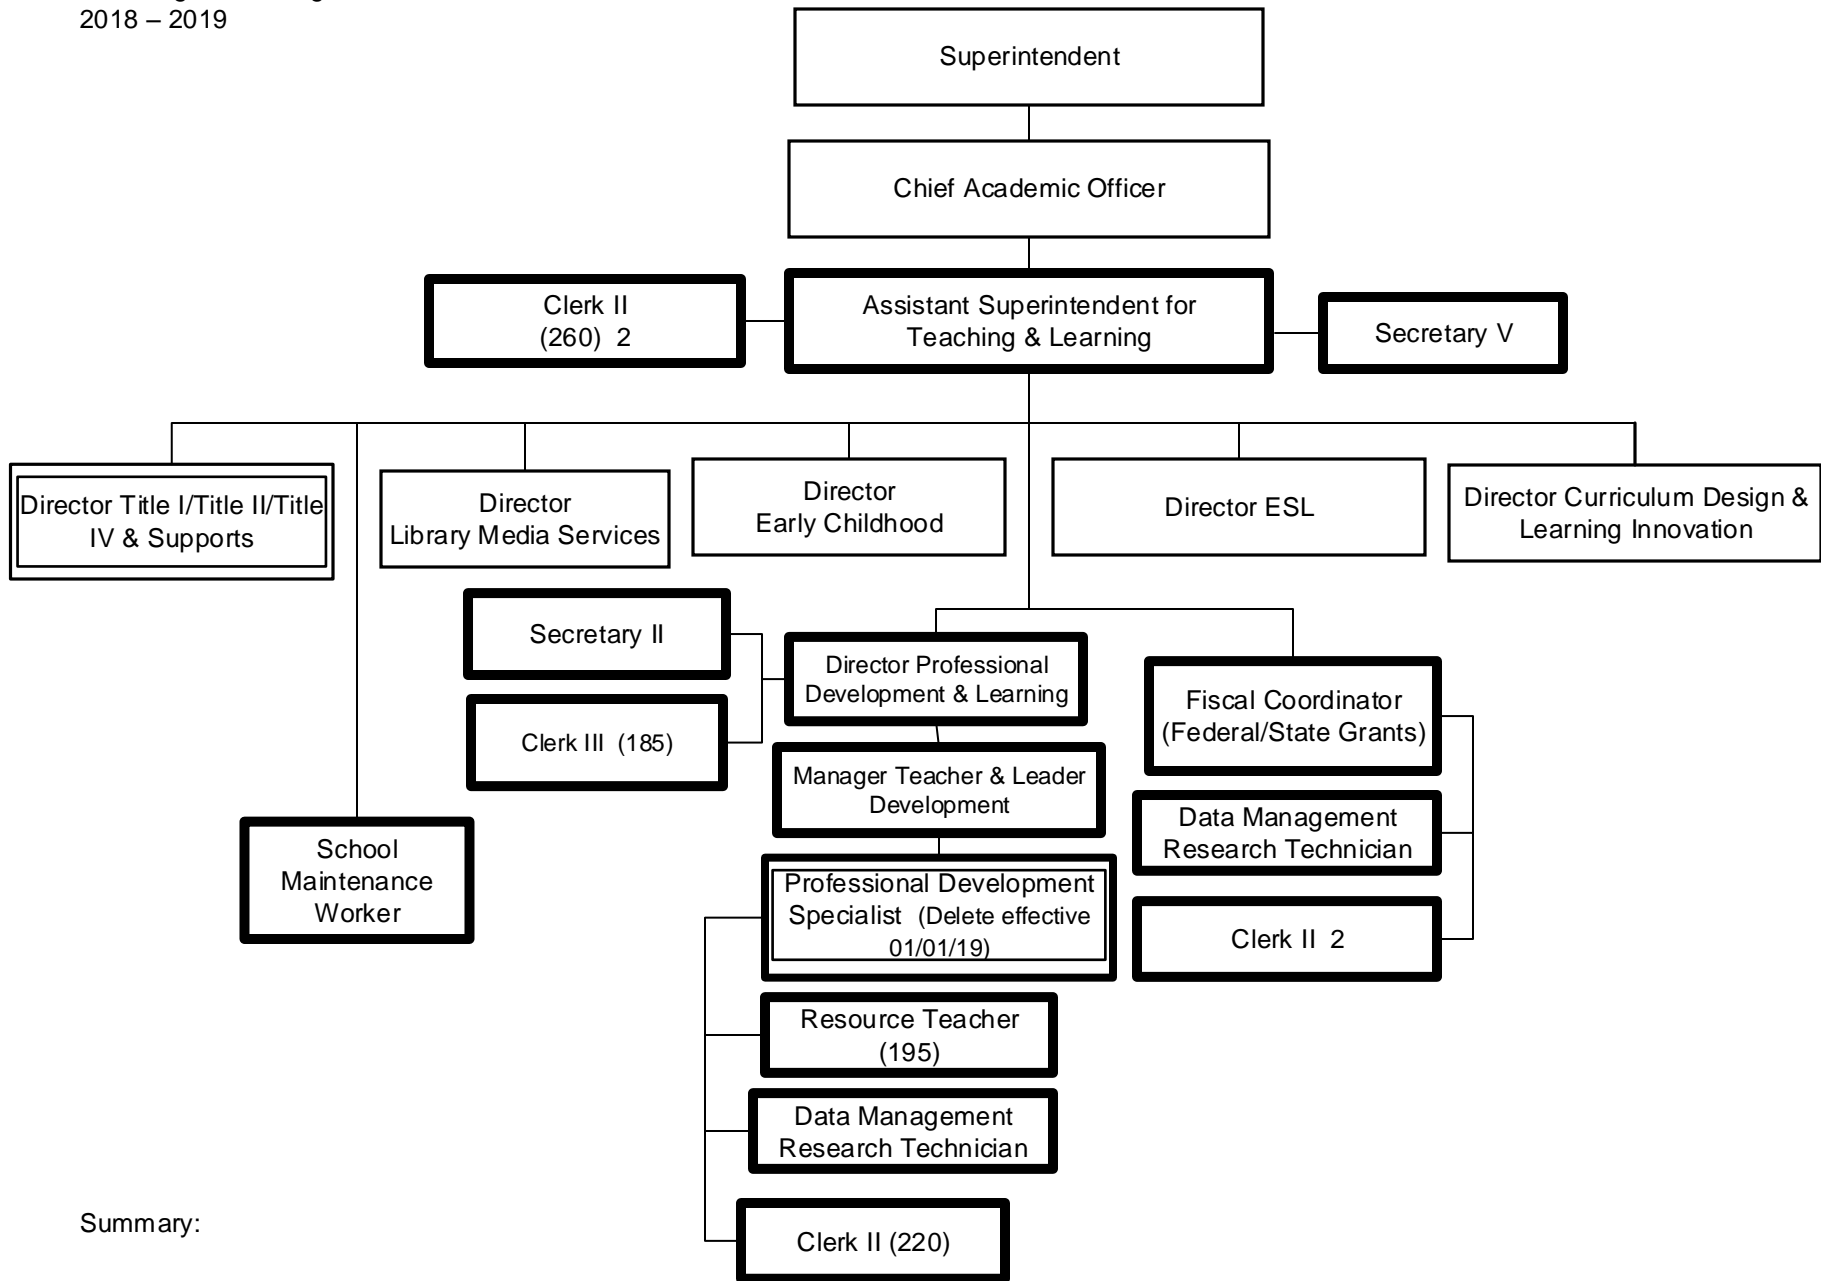 2018 – 2019
Superintendent
Chief Academic Officer
Clerk II
(260)  2
Assistant Superintendent for
Teaching & Learning
Secretary V
Director Title I/Title II/Title
IV & Supports
Director
Library Media Services
Director
Early Childhood
Director ESL
Director Curriculum Design &
Learning Innovation
Secretary II
Clerk III  (185)
Director Professional
Development & Learning
Fiscal Coordinator
(Federal/State Grants)
Manager Teacher & Leader
Development
Data Management
Research Technician
School
Maintenance
Worker
Professional Development
Specialist  (Delete effective
01/01/19)
Clerk II  2
Resource Teacher
(195)
Data Management
Research Technician
Clerk II (220)
Summary: